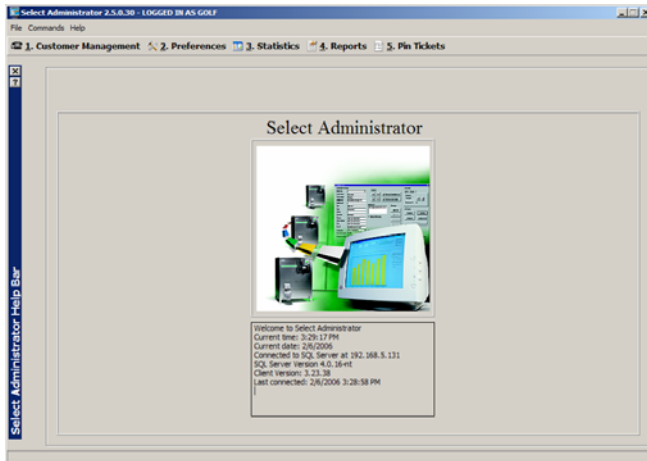 Select Administrator 2.5.0.30 - LOGGED IN AS GOLF
File Commands Help
1. Customer Management 2. Preferences 3. Statistics 4. Reports 5. Pin Tickets
Select Administrator Help Bar
Select Administrator
Welcome to Select Administrator
Current time: 3:29:17 PM
Current date: 2/6/2006
Connected to SQL Server at 192.168.5.131
SQL Server Version 4.0.16-nt
Client Version: 3.23.38
Last connected: 2/6/2006 3:28:58 PM